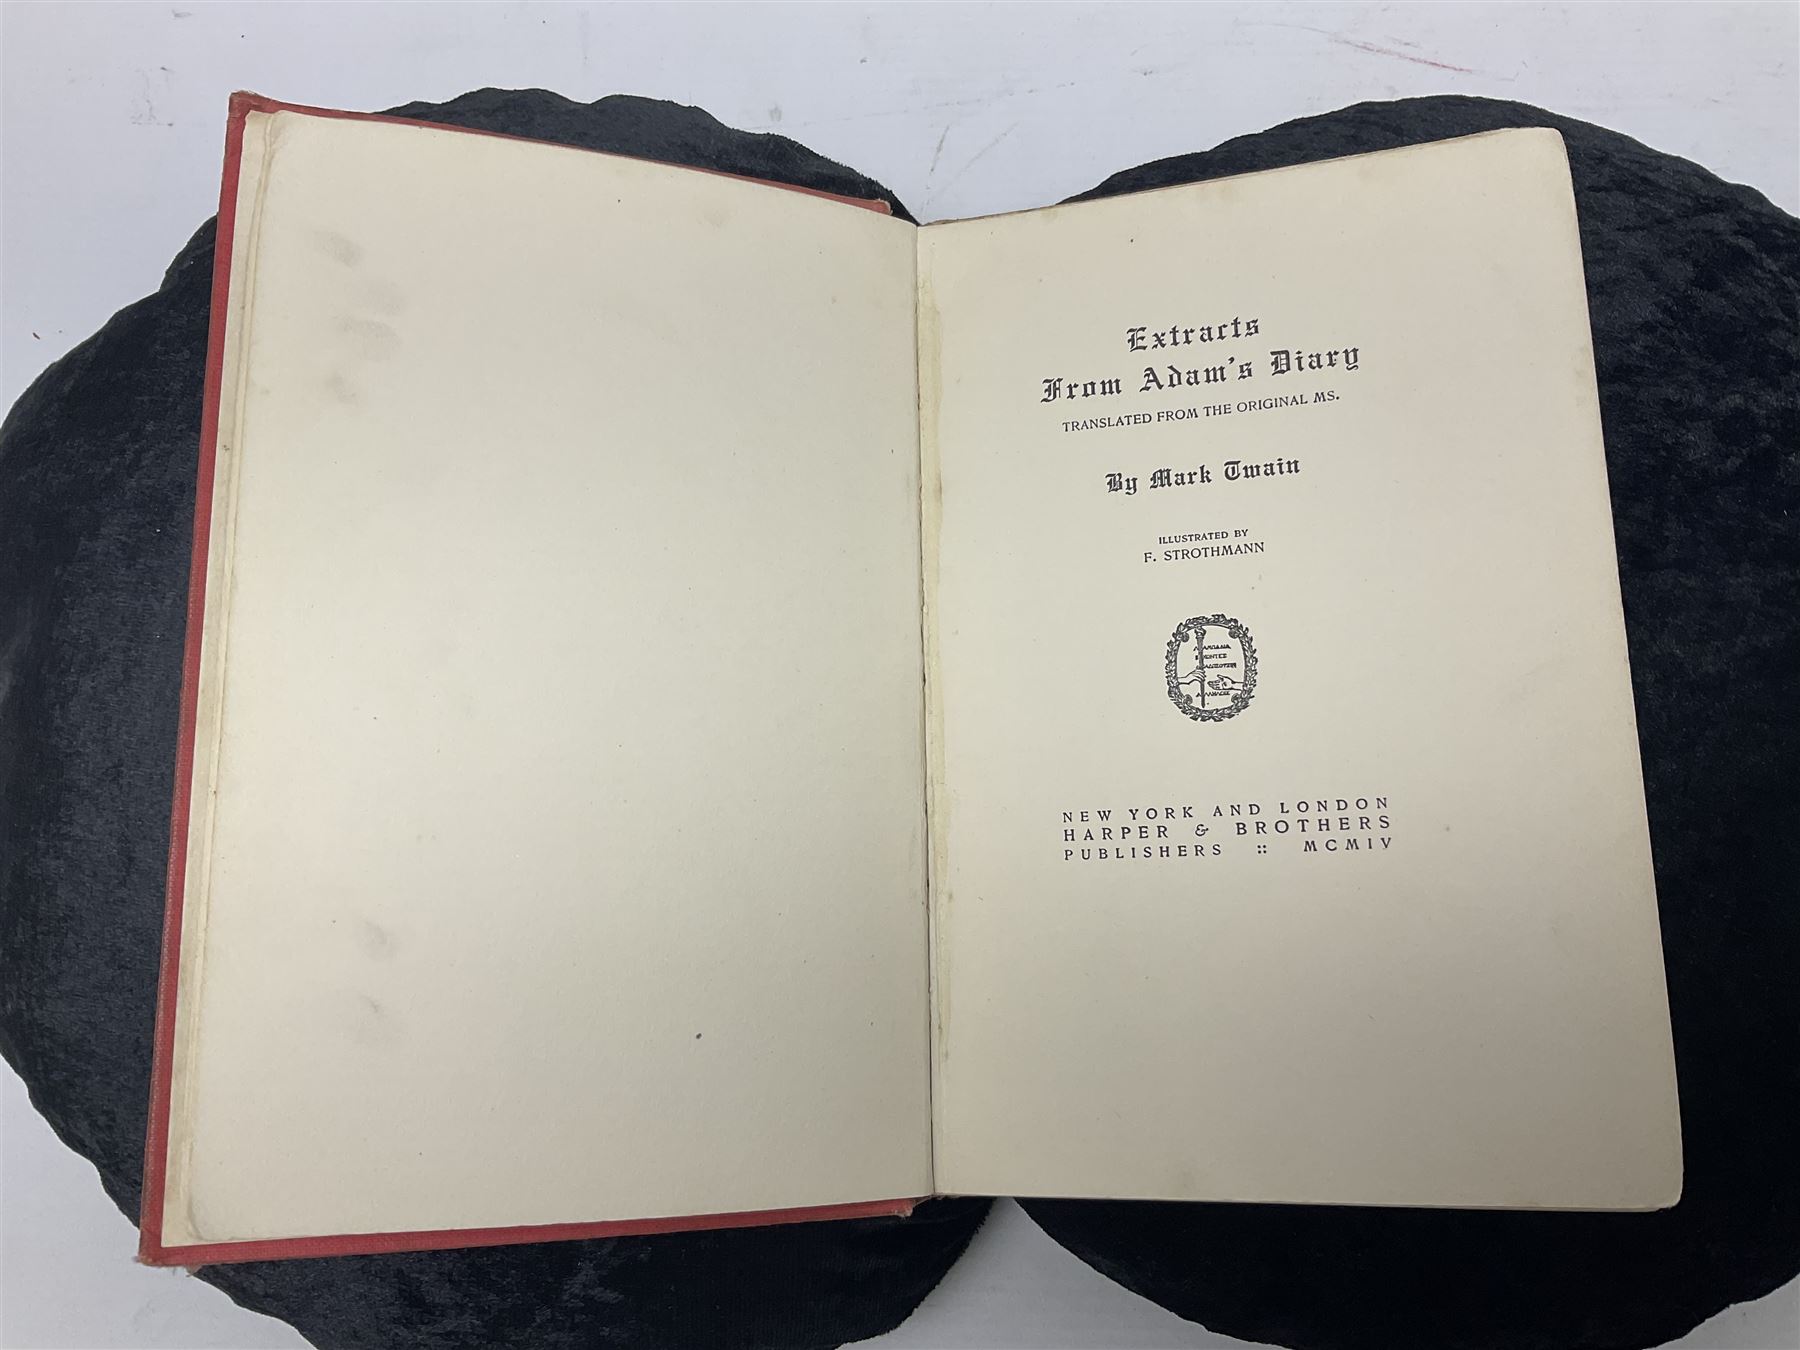 Extracts
From Adam's Diary
TRANSLATED FROM THE ORIGINAL MS.
By Mark Twain
ILLUSTRATED BY
F. STROTHMANN
NEW YORK AND LONDON
HARPER & BROTHERS
PUBLISHERS :: MCMIV